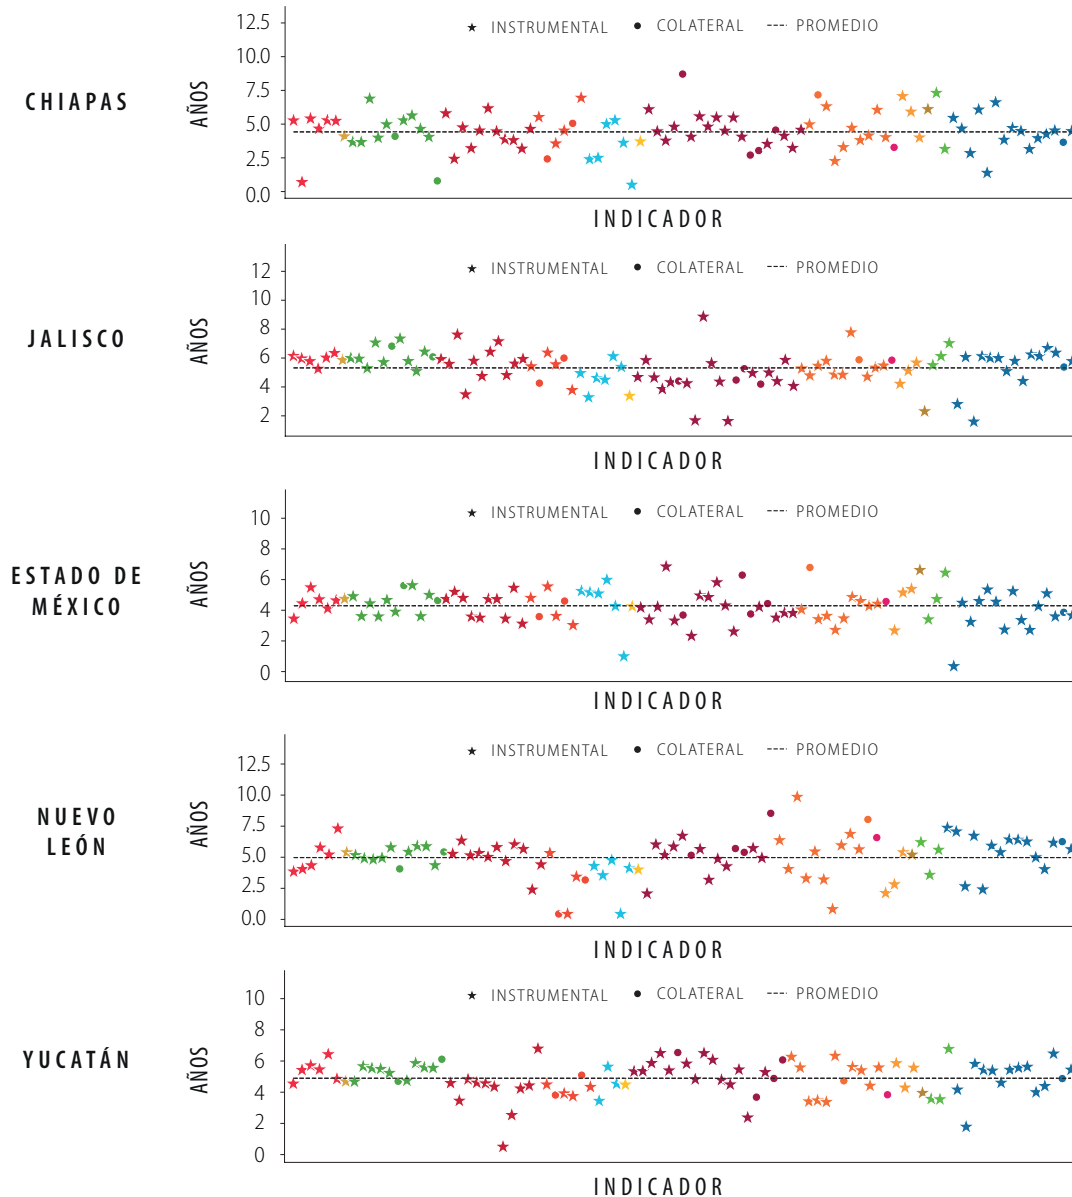 ★ INSTRUMENTAL ● COLATERAL ---- PROMEDIO
CHIAPAS
AÑOS
12.5
10.0
7.5
5.0
2.5
0.0
INDICADOR
★ INSTRUMENTAL ● COLATERAL ---- PROMEDIO
JALISCO
AÑOS
12
10
8
6
4
2
INDICADOR
★ INSTRUMENTAL ● COLATERAL ---- PROMEDIO
ESTADO DE
MÉXICO
AÑOS
10
8
6
4
2
0
INDICADOR
★ INSTRUMENTAL ● COLATERAL ---- PROMEDIO
NUEVO
LEÓN
AÑOS
12.5
10.0
7.5
5.0
2.5
0.0
INDICADOR
★ INSTRUMENTAL ● COLATERAL ---- PROMEDIO
YUCATÁN
AÑOS
10
8
6
4
2
0
INDICADOR